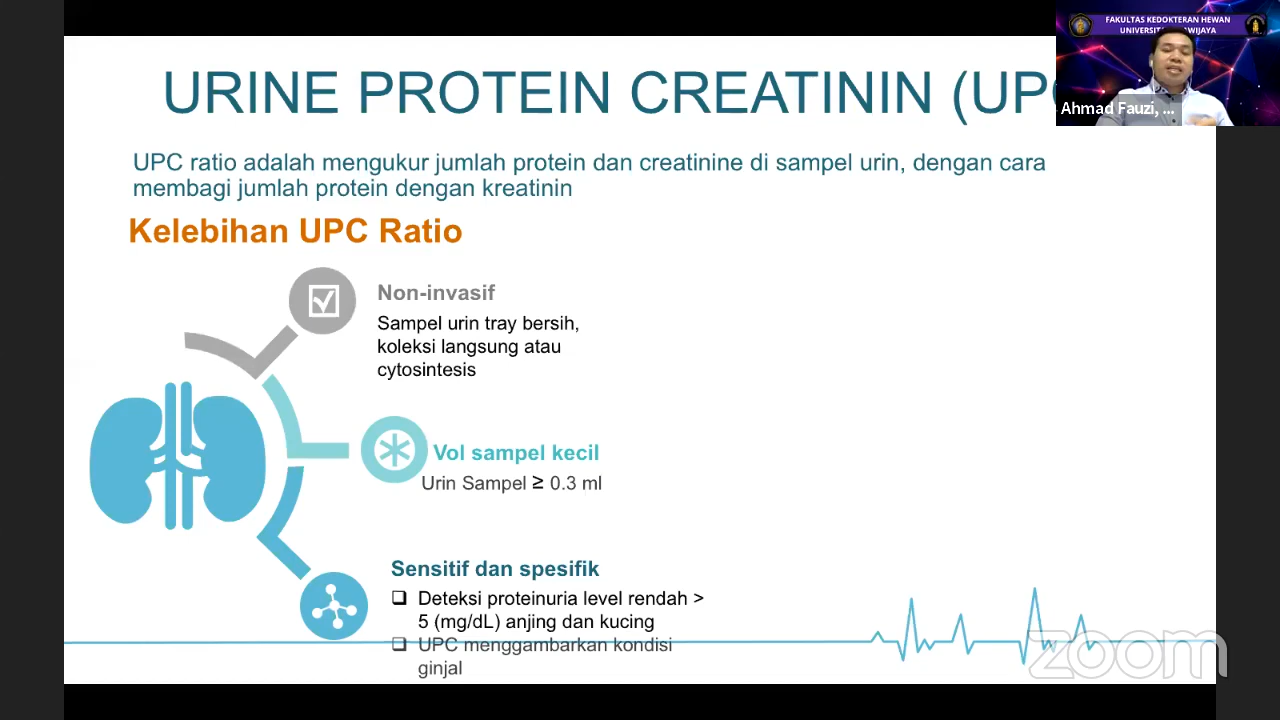 FAKULTAS KEDOKTERAN HEWAN
URINE PROTEIN CREATININ (UP
Ahmad Fauzi, ...
UPC ratio adalah mengukur jumlah protein dan creatinine di sampel urin, dengan cara
membagi jumlah protein dengan kreatinin
Kelebihan UPC Ratio
Non-invasif
Sampel urin tray bersih,
koleksi langsung atau
cytosintesis
Vol sampel kecil
Urin Sampel ≥ 0.3 ml
Sensitif dan spesifik
❑ Deteksi proteinuria level rendah >
5 (mg/dL) anjing dan kucing
❑ UPC menggambarkan kondisi
ginjal
zoom